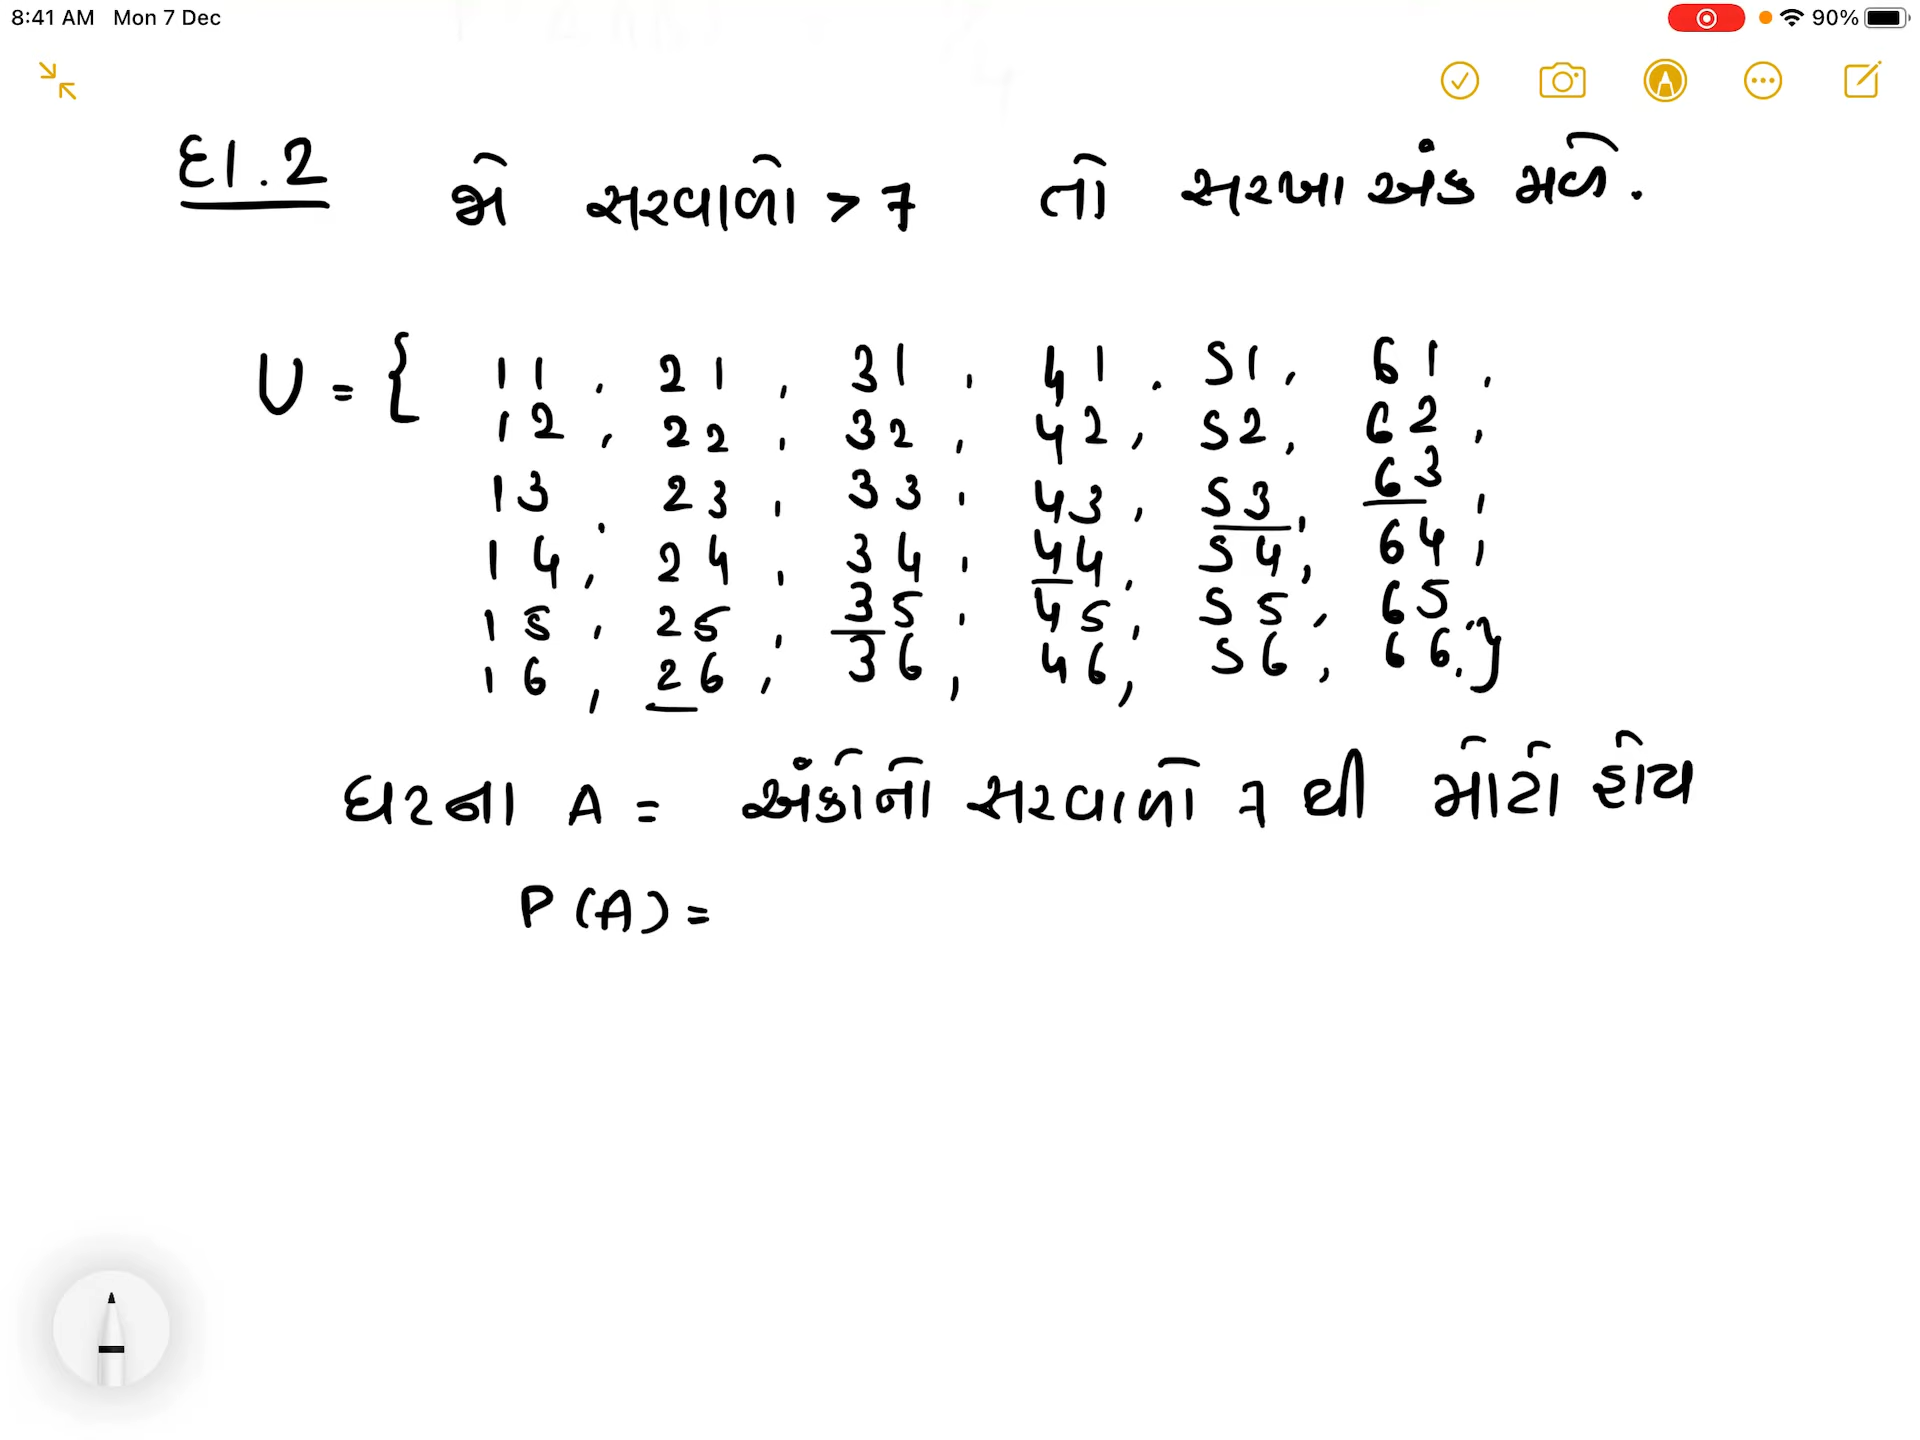 8:41 AM Mon 7 Dec 90%
દા.2 જો સરવાળો > 7 તો સરખા અંક મળે.
U = { 11, 21, 31, 41, 51, 61,
12, 22, 32, 42, 52, 62,
13, 23, 33, 43, 53, 63,
14, 24, 34, 44, 54, 64,
15, 25, 35, 45, 55, 65,
16, 26, 36, 46, 56, 66.}
ઘટના A = અંકોનો સરવાળો 7 થી મોટો હોય
P(A) =